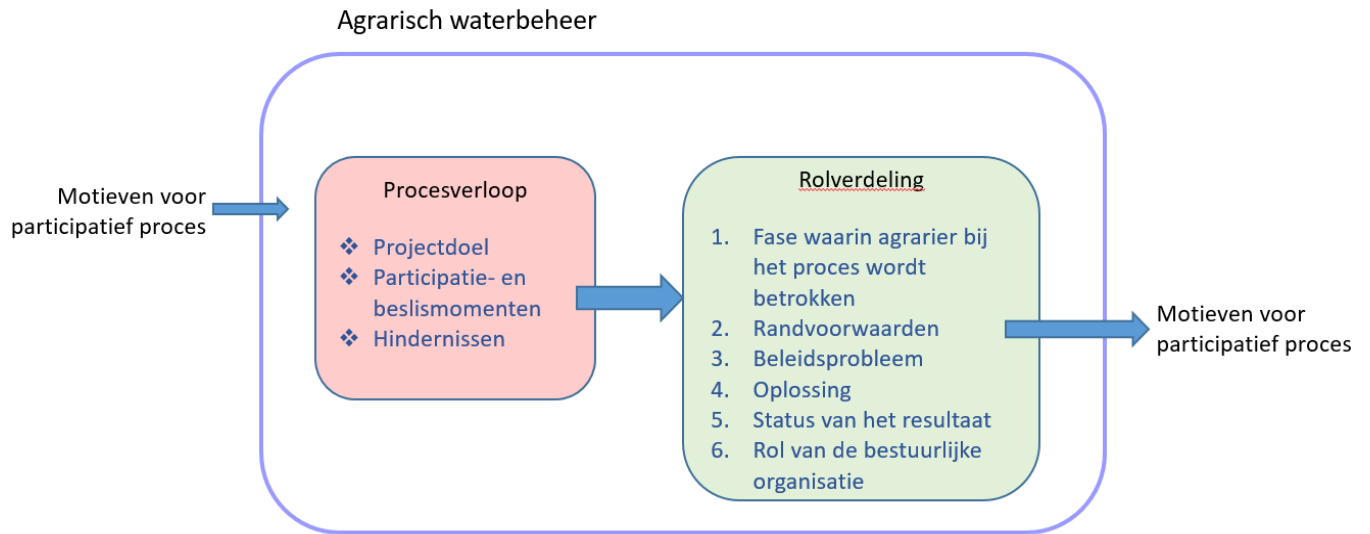 Agrarisch waterbeheer
Motieven voor
participatief proces
Procesverloop
❖ Projectdoel
❖ Participatie- en
beslismomenten
❖ Hindernissen
Rolverdeling
1. Fase waarin agrarier bij
het proces wordt
betrokken
2. Randvoorwaarden
3. Beleidsprobleem
4. Oplossing
5. Status van het resultaat
6. Rol van de bestuurlijke
organisatie
Motieven voor
participatief proces